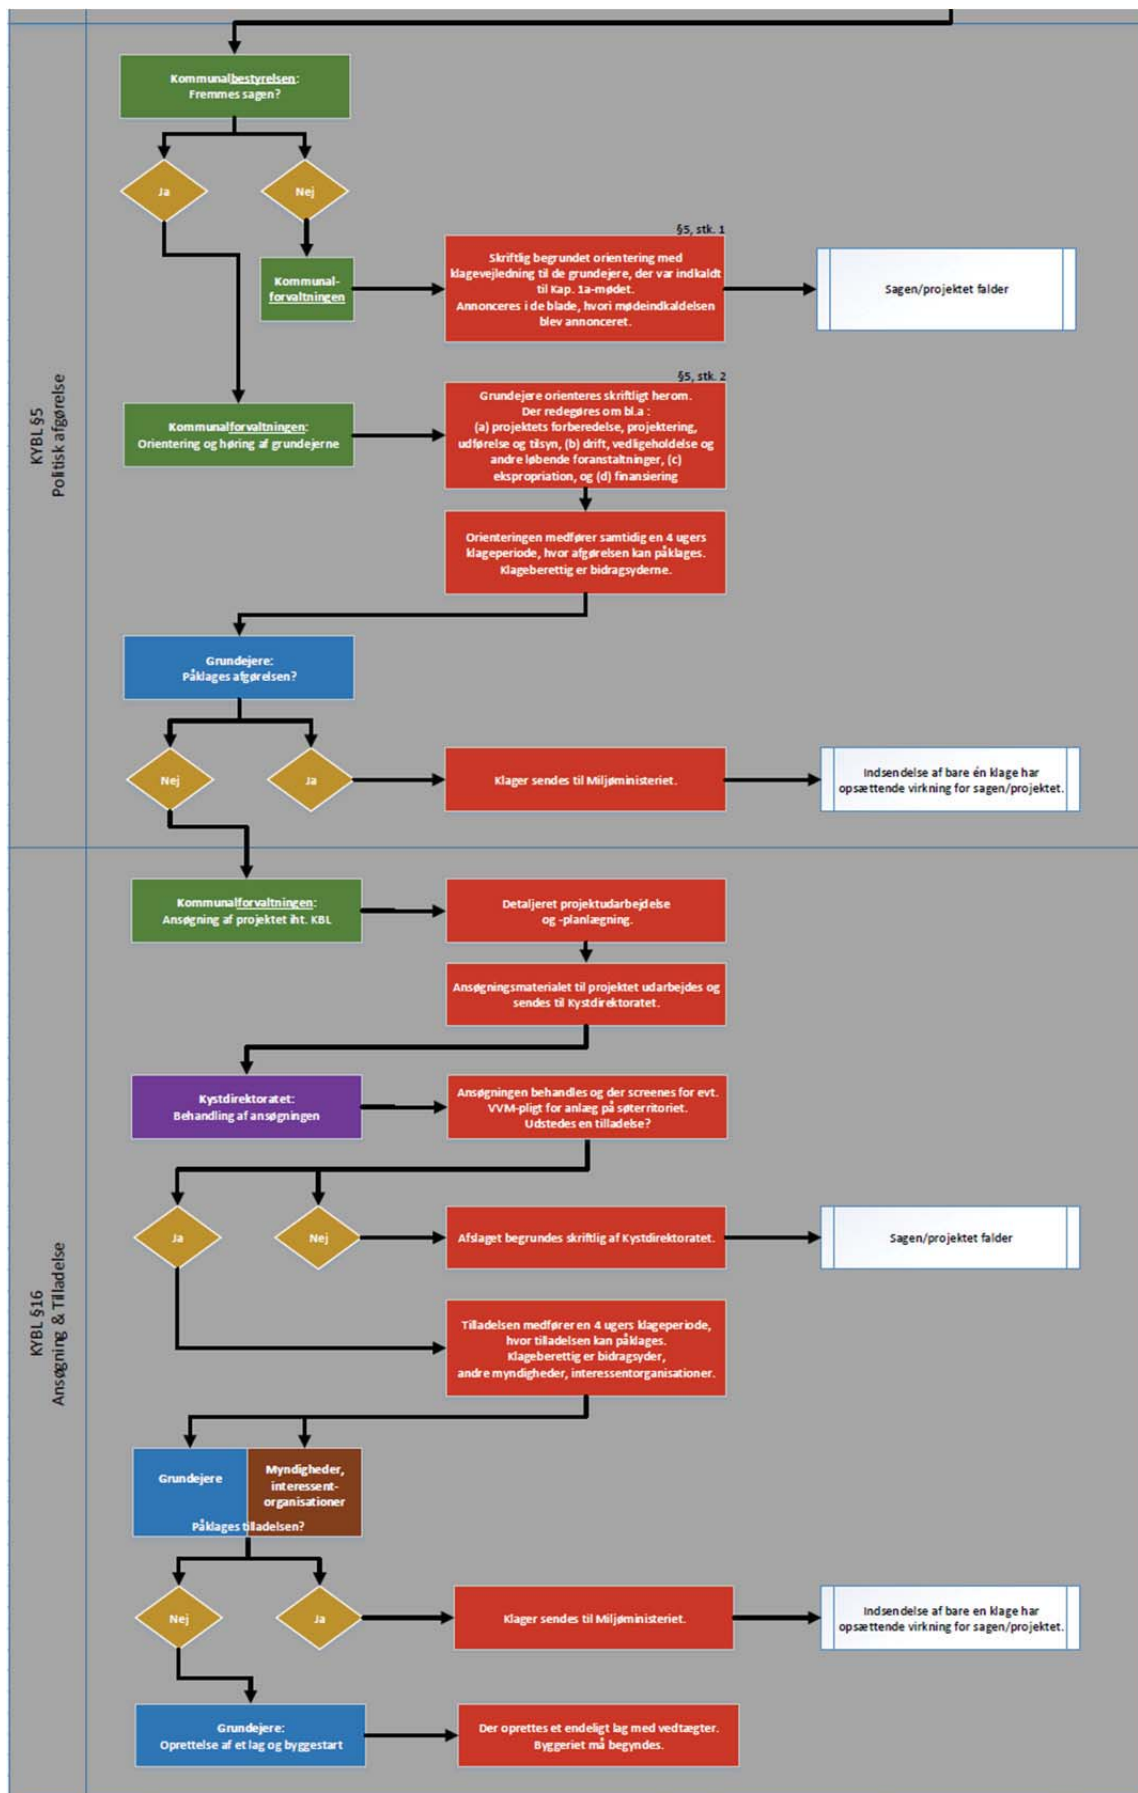 KYBL §5
Politisk afgørelse
Kommunalbestyrelsen:
Fremmes sagen?
Ja
Nej
Kommunal-
forvaltningen
§5, stk. 1
Skriftlig begrundet orientering med
klagevejledning til de grundejere, der var indkaldt
til Kap. 1a-mødet.
Annonceres i de blade, hvori mødeindkaldelsen
blev annonceret.
Sagen/projektet falder
Kommunalforvaltningen:
Orientering og høring af grundejerne
§5, stk. 2
Grundejere orienteres skriftligt herom.
Der redegøres om bl.a :
(a) projektets forberedelse, projektering,
udførelse og tilsyn, (b) drift, vedligeholdelse og
andre løbende foranstaltninger, (c)
ekspropriation, og (d) finansiering
Orienteringen medfører samtidig en 4 ugers
klageperiode, hvor afgørelsen kan påklages.
Klageberettig er bidragsyderne.
Grundejere:
Påklages afgørelsen?
Nej
Ja
Klager sendes til Miljøministeriet.
Indsendelse af bare én klage har
opsættende virkning for sagen/projektet.
KYBL §16
Ansøgning & Tilladelse
Kommunalforvaltningen:
Ansøgning af projektet iht. KBL
Detaljeret projektudarbejdelse
og -planlægning.
Ansøgningsmaterialet til projektet udarbejdes og
sendes til Kystdirektoratet.
Kystdirektoratet:
Behandling af ansøgningen
Ansøgningen behandles og der screenes for evt.
VVM-pligt for anlæg på søterritoriet.
Udstedes en tilladelse?
Ja
Nej
Afslaget begrundes skriftlig af Kystdirektoratet.
Sagen/projektet falder
Tilladelsen medfører en 4 ugers klageperiode,
hvor tilladelsen kan påklages.
Klageberettig er bidragsyder,
andre myndigheder, interessentorganisationer.
Grundejere
Myndigheder,
interessent-
organisationer
Påklages tilladelsen?
Nej
Ja
Klager sendes til Miljøministeriet.
Indsendelse af bare en klage har
opsættende virkning for sagen/projektet.
Grundejere:
Oprettelse af et lag og byggestart
Der oprettes et endeligt lag med vedtægter.
Byggeriet må begyndes.